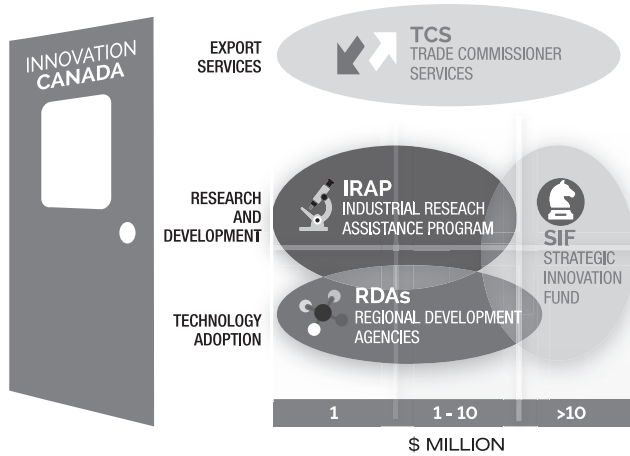 INNOVATION
CANADA
EXPORT
SERVICES
TCS
TRADE COMMISSIONER
SERVICES
RESEARCH
AND
DEVELOPMENT
IRAP
INDUSTRIAL RESEACH
ASSISTANCE PROGRAM
SIF
STRATEGIC
INNOVATION
FUND
TECHNOLOGY
ADOPTION
RDAs
REGIONAL DEVELOPMENT
AGENCIES
1
1 - 10
>10
$ MILLION